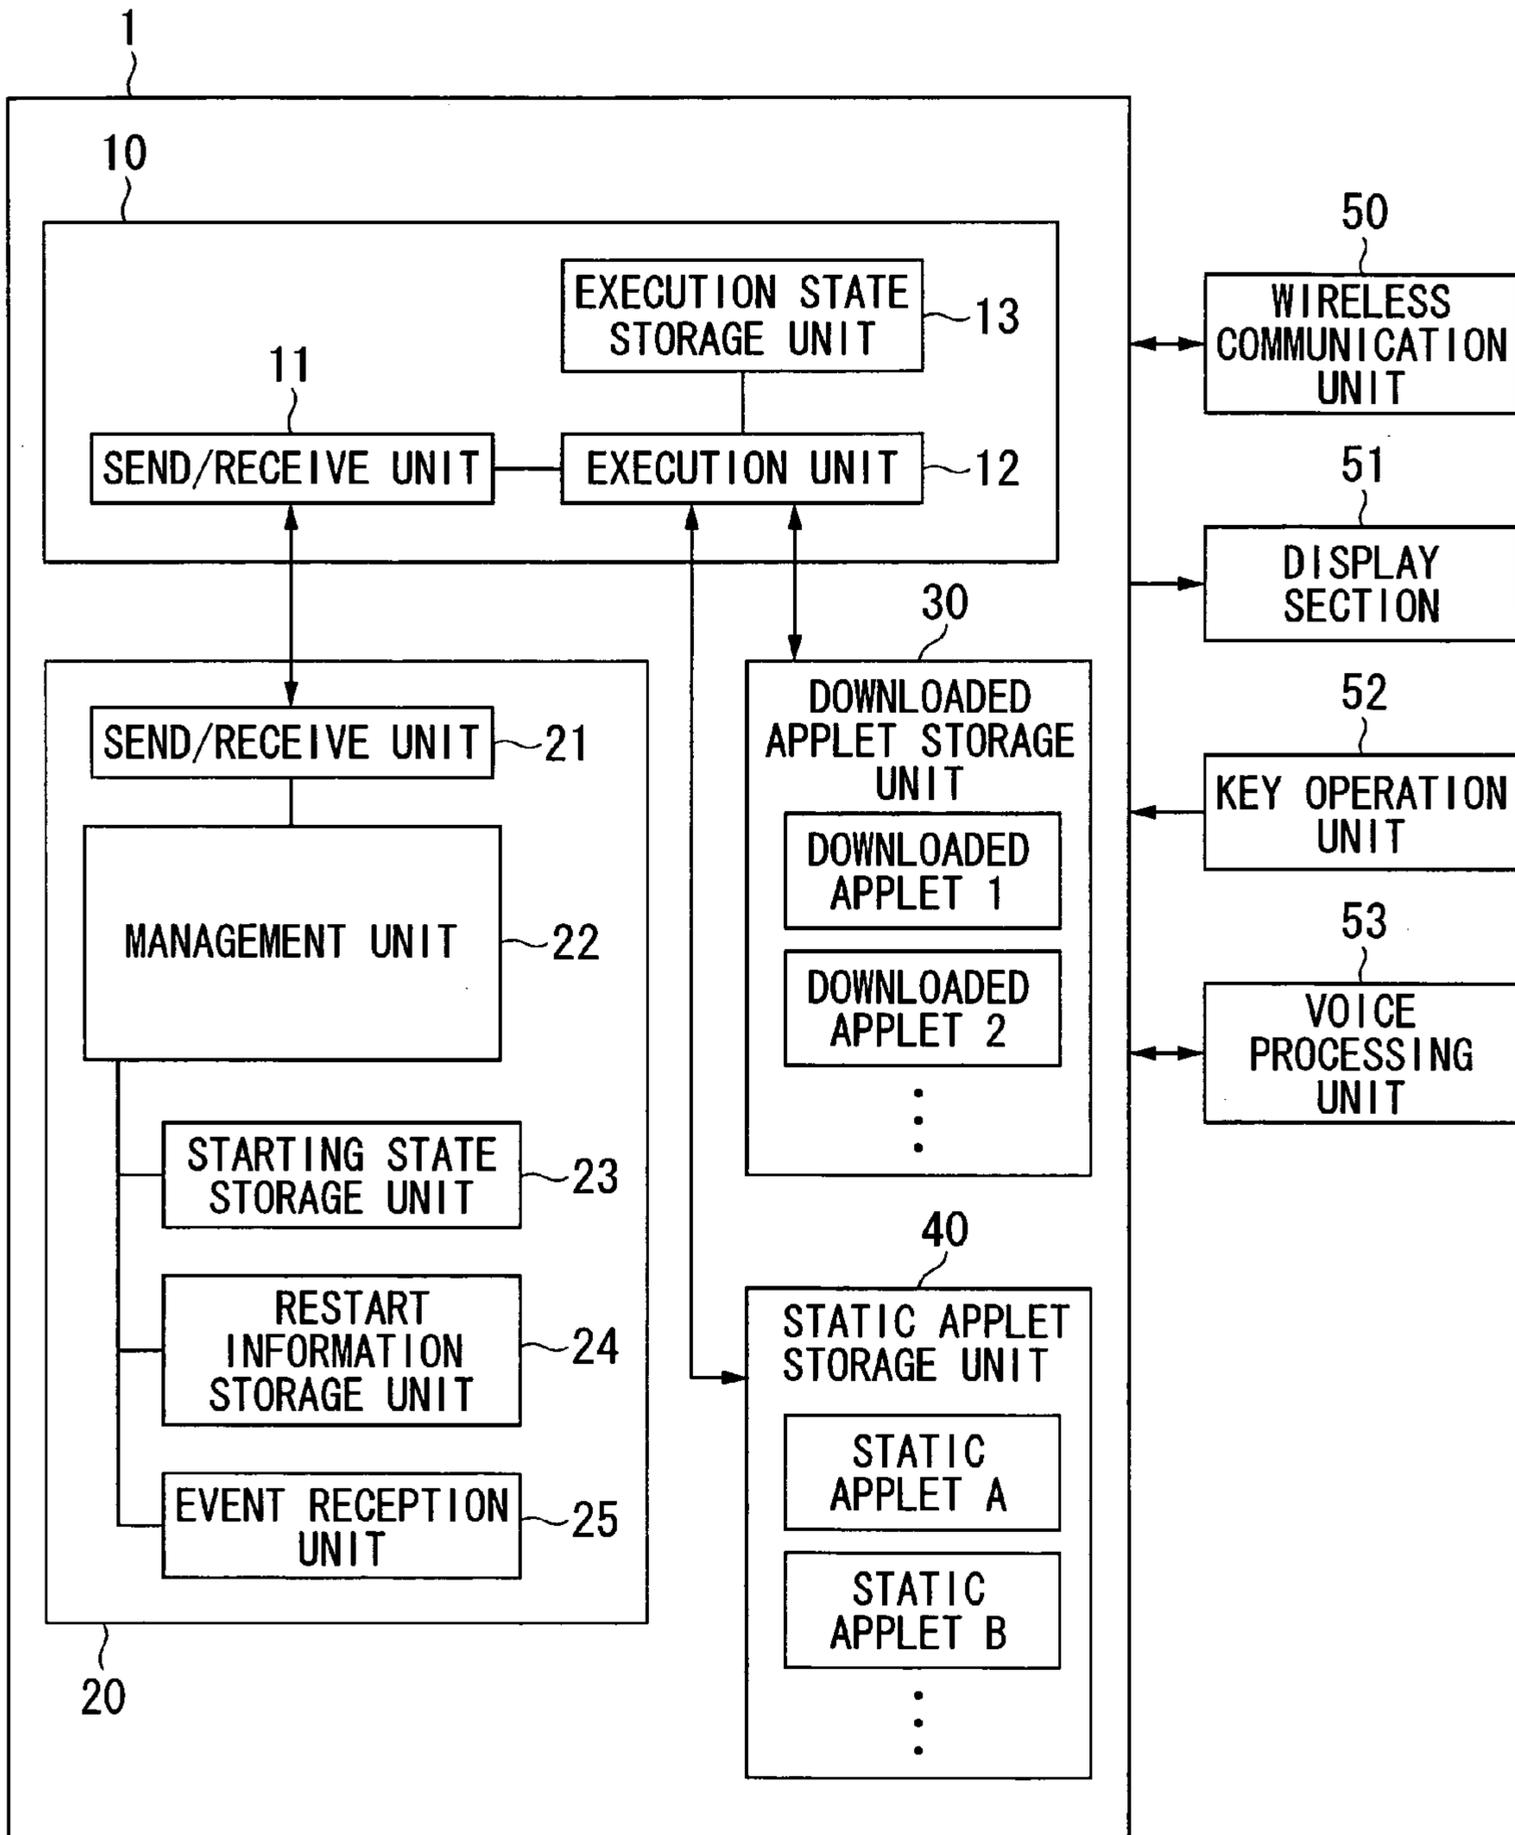 1
10
EXECUTION STATE
STORAGE UNIT
13
11
SEND/RECEIVE UNIT
EXECUTION UNIT
12
50
WIRELESS
COMMUNICATION
UNIT
51
DISPLAY
SECTION
52
KEY OPERATION
UNIT
53
VOICE
PROCESSING
UNIT
SEND/RECEIVE UNIT
21
MANAGEMENT UNIT
22
STARTING STATE
STORAGE UNIT
23
RESTART
INFORMATION
STORAGE UNIT
24
EVENT RECEPTION
UNIT
25
20
30
DOWNLOADED
APPLET STORAGE
UNIT
DOWNLOADED
APPLET 1
DOWNLOADED
APPLET 2
40
STATIC APPLET
STORAGE UNIT
STATIC
APPLET A
STATIC
APPLET B